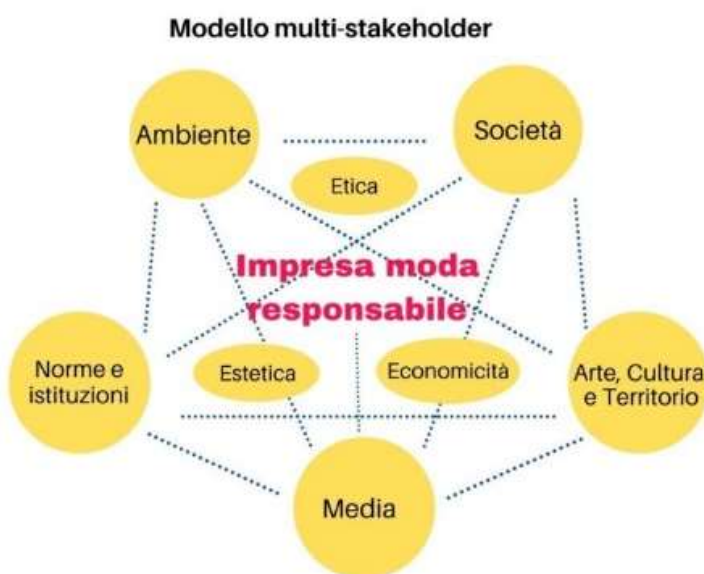 Modello multi-stakeholder
Ambiente
Società
Etica
Impresa moda
responsabile
Norme e
istituzioni
Estetica
Economicità
Arte, Cultura
e Territorio
Media